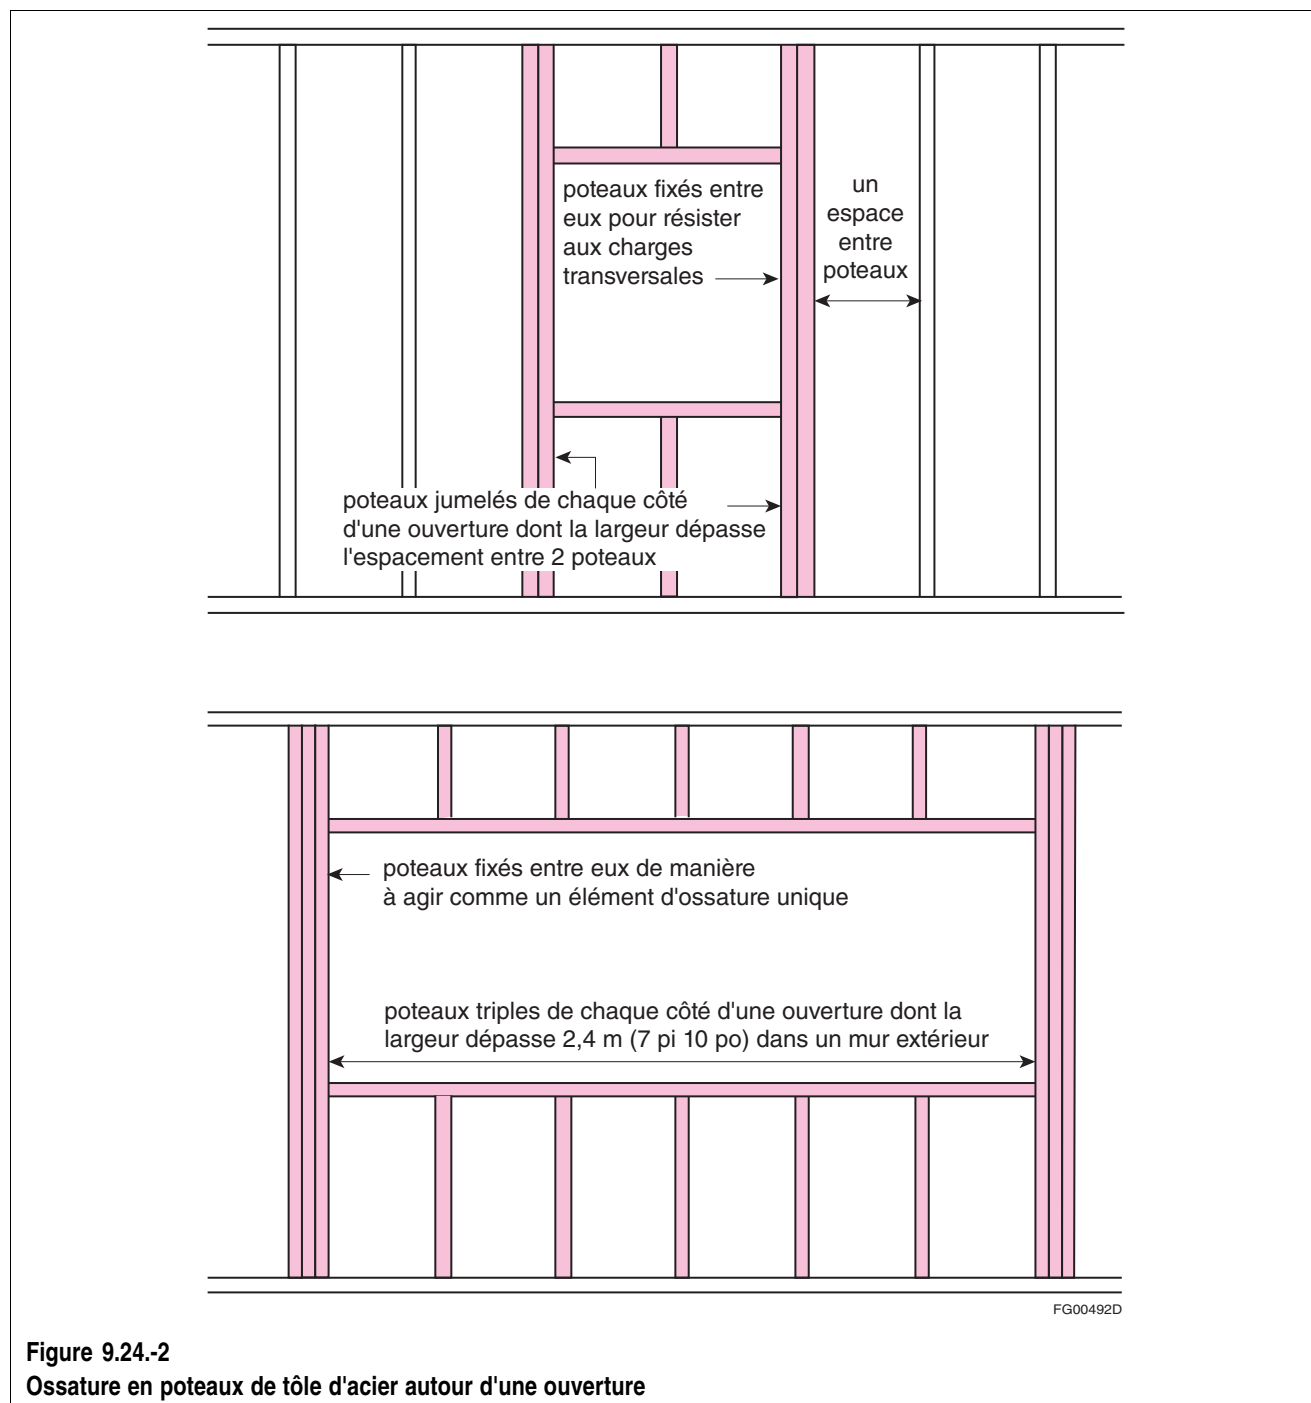 poteaux fixés entre
eux pour résister
aux charges
transversales
un
espace
entre
poteaux
poteaux jumelés de chaque côté
d'une ouverture dont la largeur dépasse
l'espacement entre 2 poteaux
poteaux fixés entre eux de manière
à agir comme un élément d'ossature unique
poteaux triples de chaque côté d'une ouverture dont la
largeur dépasse 2,4 m (7 pi 10 po) dans un mur extérieur
FG00492D
Figure 9.24.-2
Ossature en poteaux de tôle d'acier autour d'une ouverture